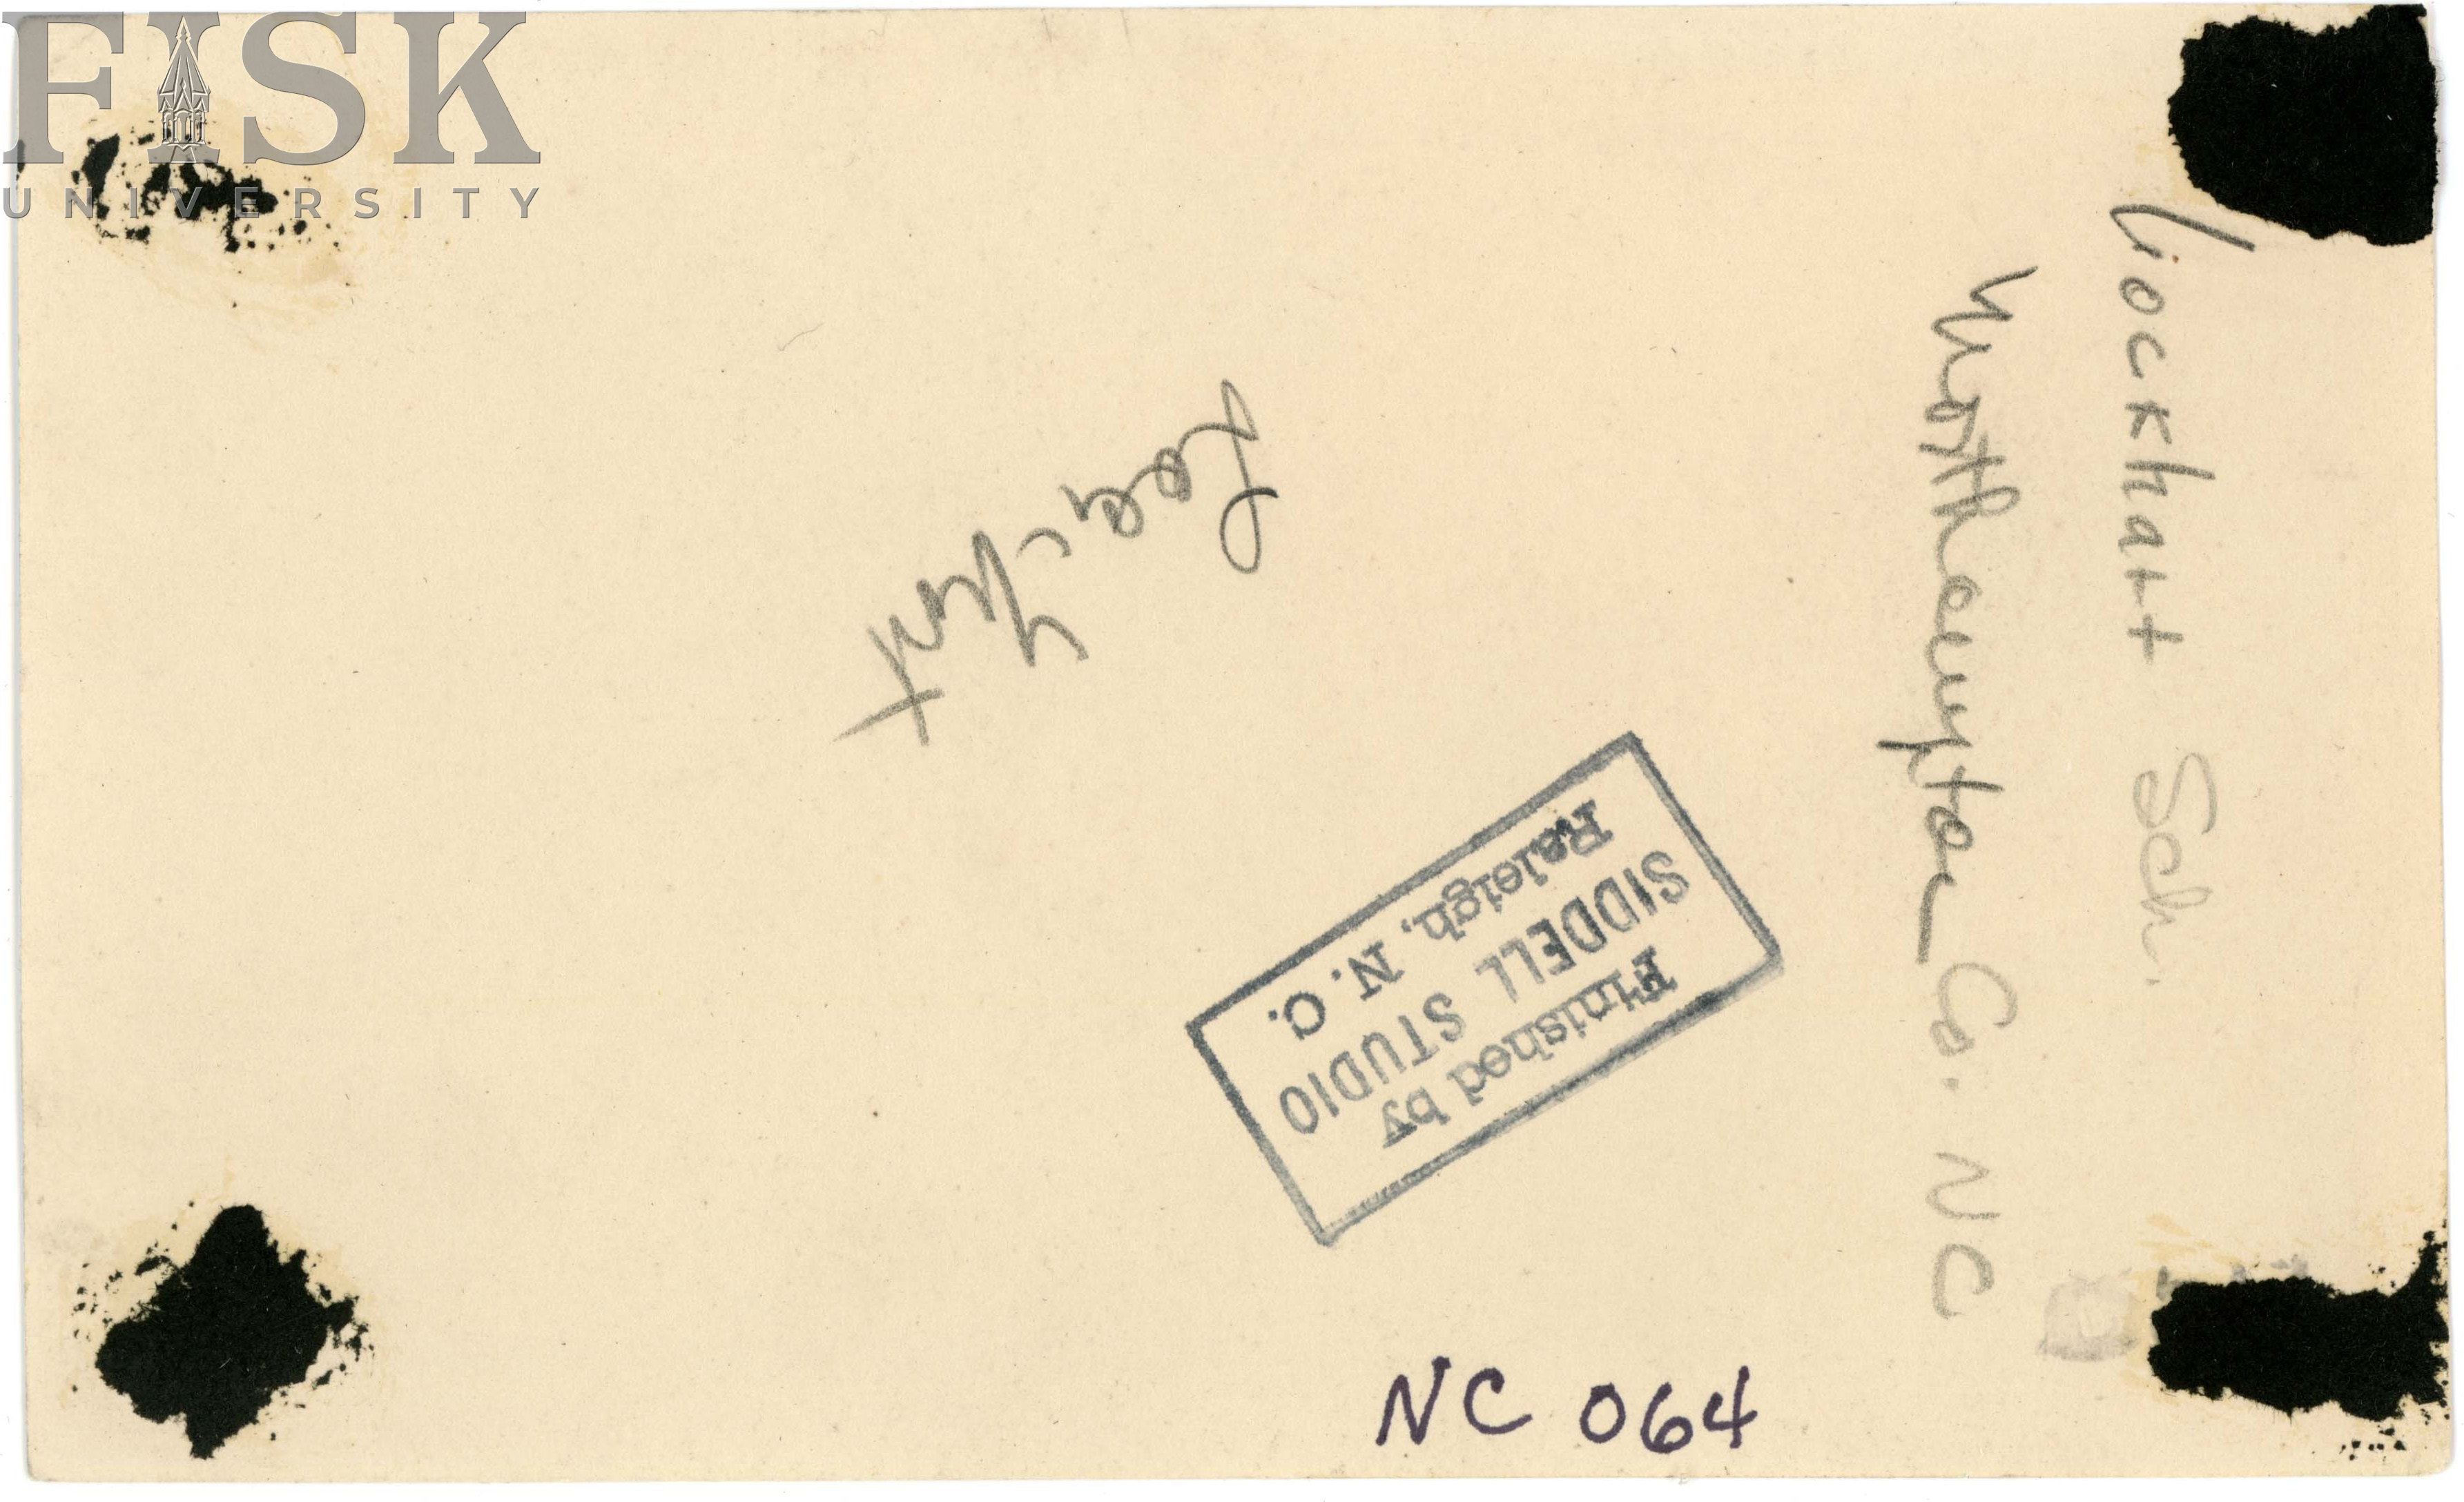 FISK
UNIVERSITY
Lockhart Sch.
Northampton Co. NC
Finished by
SIDDELL STUDIO
Raleigh, N. C.
NC 064